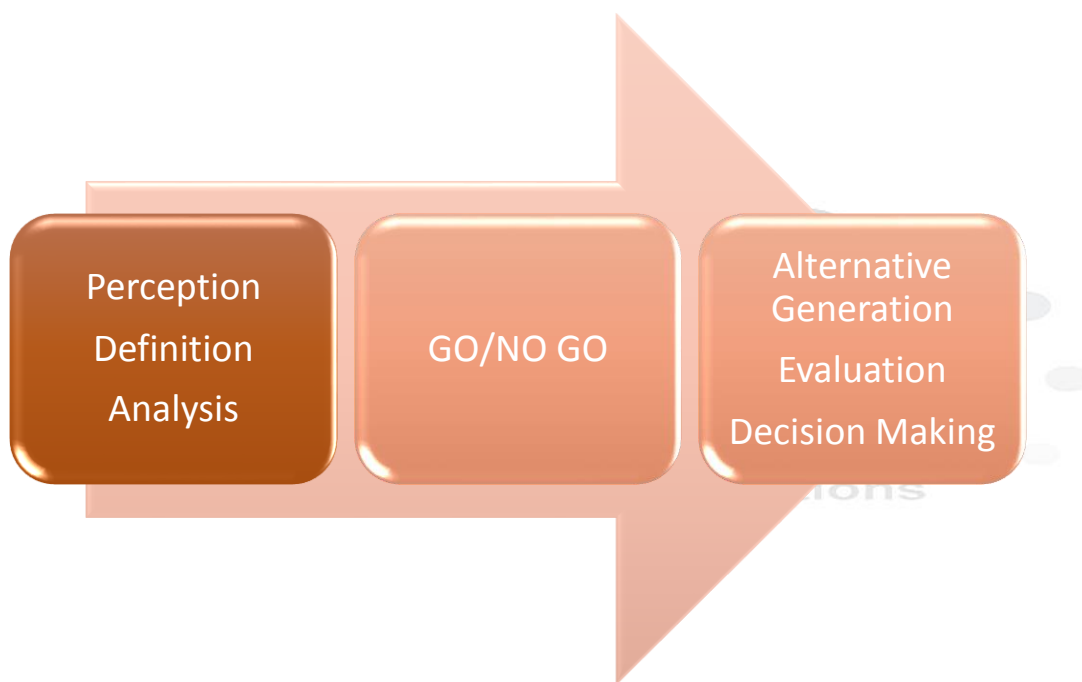 Perception
Definition
Analysis
GO/NO GO
Alternative
Generation
Evaluation
Decision Making